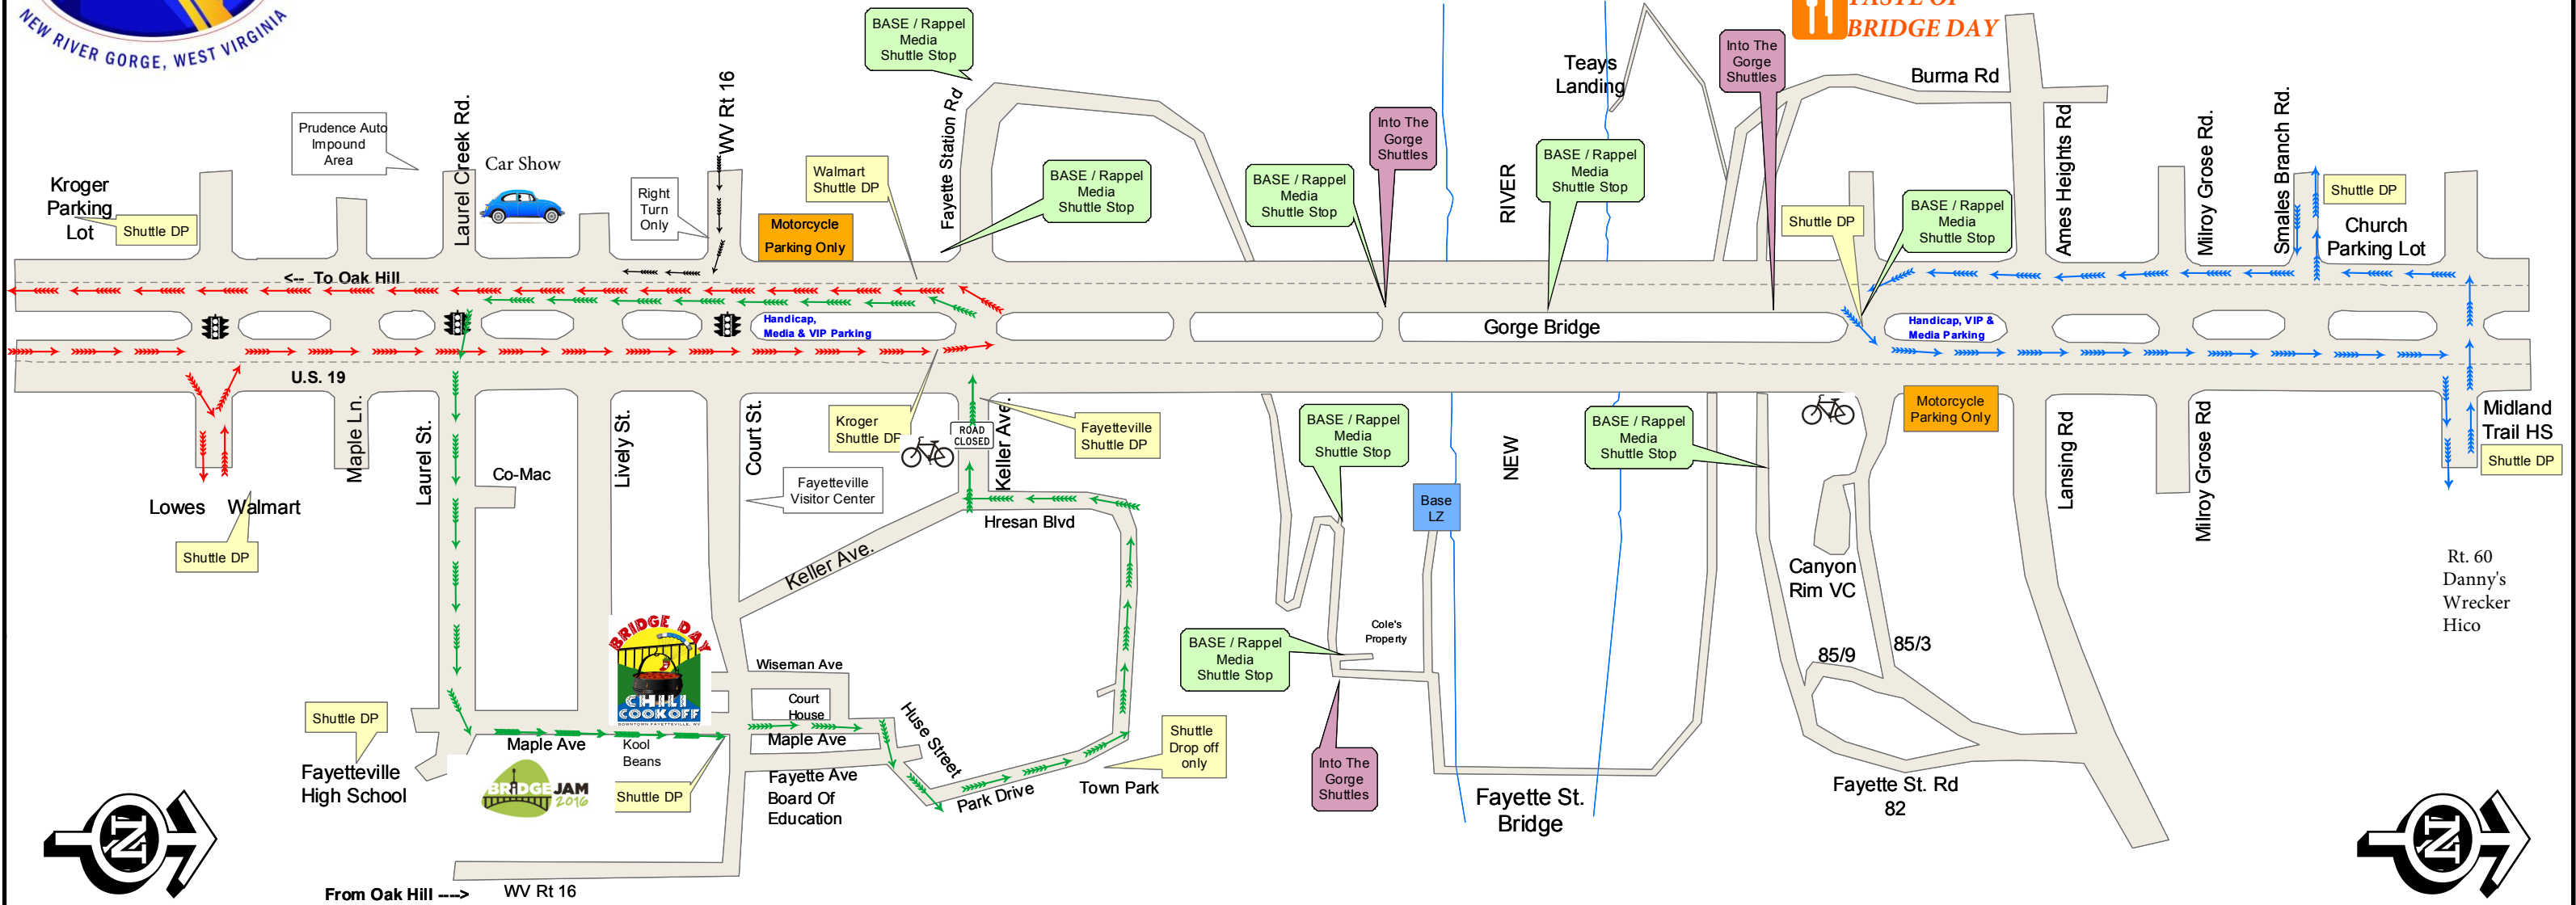 NEW RIVER GORGE, WEST VIRGINIA
BASE / Rappel
Media
Shuttle Stop
TASTE OF
BRIDGE DAY
Into The
Gorge
Shuttles
Teays
Landing
Burma Rd
Prudence Auto
Impound
Area
Laurel Creek Rd.
Car Show
WV Rt 16
Fayette Station Rd
Kroger
Parking
Lot
Shuttle DP
Right
Turn
Only
Motorcycle
Parking Only
Walmart
Shuttle DP
BASE / Rappel
Media
Shuttle Stop
BASE / Rappel
Media
Shuttle Stop
Into The
Gorge
Shuttles
RIVER
BASE / Rappel
Media
Shuttle Stop
Shuttle DP
BASE / Rappel
Media
Shuttle Stop
Ames Heights Rd
Milroy Grose Rd.
Smales Branch Rd.
Shuttle DP
Church
Parking Lot
<-- To Oak Hill
Handicap,
Media & VIP Parking
Gorge Bridge
Handicap, VIP &
Media Parking
U.S. 19
Maple Ln.
Laurel St.
Lively St.
Court St.
Kroger
Shuttle DP
ROAD
CLOSED
Keller Ave.
Fayetteville
Shuttle DP
BASE / Rappel
Media
Shuttle Stop
NEW
BASE / Rappel
Media
Shuttle Stop
Motorcycle
Parking Only
Lansing Rd
Milroy Grose Rd
Midland
Trail HS
Shuttle DP
Lowes
Walmart
Shuttle DP
Co-Mac
Fayetteville
Visitor Center
Hresan Blvd
Base
LZ
Keller Ave.
Canyon
Rim VC
Rt. 60
Danny's
Wrecker
Hico
BRIDGE DAY
CHILI
COOKOFF
DOWNTOWN FAYETTEVILLE, WV
Wiseman Ave
Court
House
BASE / Rappel
Media
Shuttle Stop
Cole's
Property
85/9
85/3
Shuttle DP
Fayetteville
High School
Maple Ave
Kool
Beans
Maple Ave
Huse Street
Shuttle
Drop off
only
BRIDGEJAM
2016
Shuttle DP
Fayette Ave
Board Of
Education
Park Drive
Town Park
Into The
Gorge
Shuttles
Fayette St.
Bridge
Fayette St. Rd
82
N
N
From Oak Hill ---->
WV Rt 16